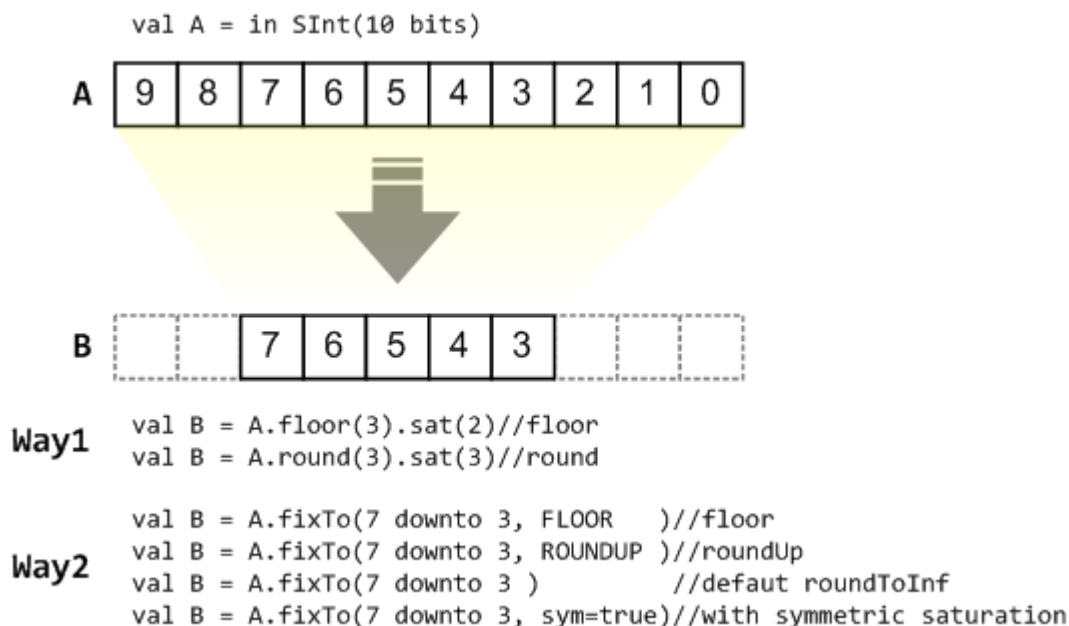 val A = in SInt(10 bits)
A 9 8 7 6 5 4 3 2 1 0
B 7 6 5 4 3
Way1
val B = A.floor(3).sat(2)//floor
val B = A.round(3).sat(3)//round
Way2
val B = A.fixTo(7 downto 3, FLOOR   )//floor
val B = A.fixTo(7 downto 3, ROUNDUP )//roundUp
val B = A.fixTo(7 downto 3 )         //defaut roundToInf
val B = A.fixTo(7 downto 3, sym=true)//with symmetric saturation